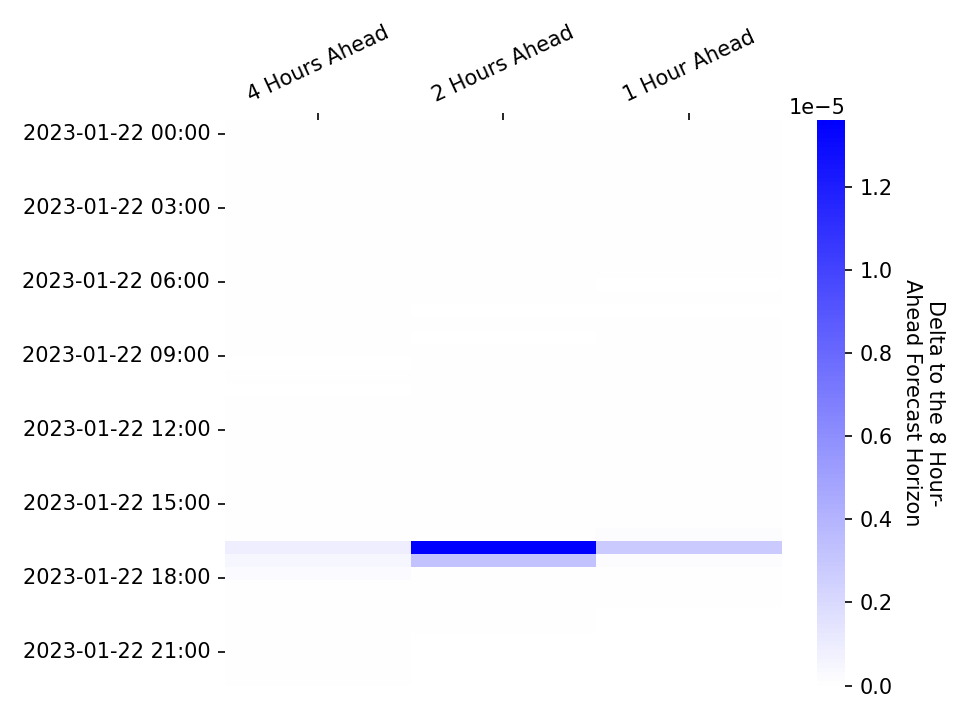 4 Hours Ahead
2 Hours Ahead
1 Hour Ahead
1e−5
2023-01-22 00:00
2023-01-22 03:00
2023-01-22 06:00
2023-01-22 09:00
2023-01-22 12:00
2023-01-22 15:00
2023-01-22 18:00
2023-01-22 21:00
1.2
1.0
0.8
0.6
0.4
0.2
0.0
Delta to the 8 Hour-
Ahead Forecast Horizon